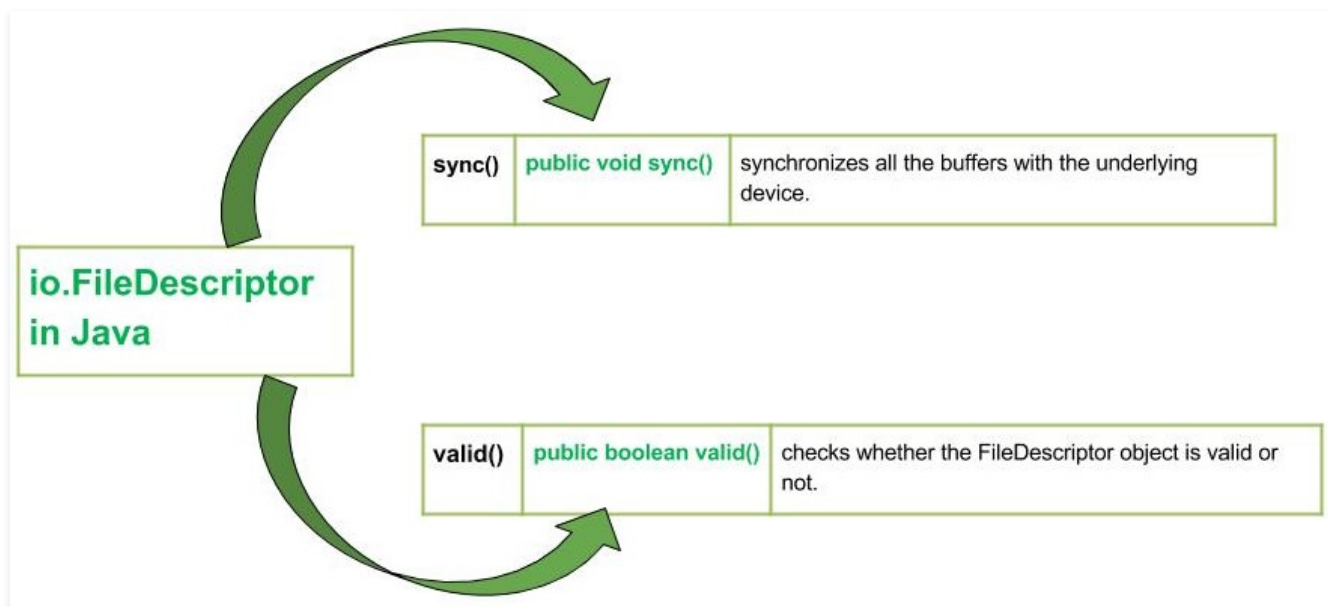 sync() public void sync() synchronizes all the buffers with the underlying
device.
io.FileDescriptor
in Java
valid() public boolean valid() checks whether the FileDescriptor object is valid or
not.